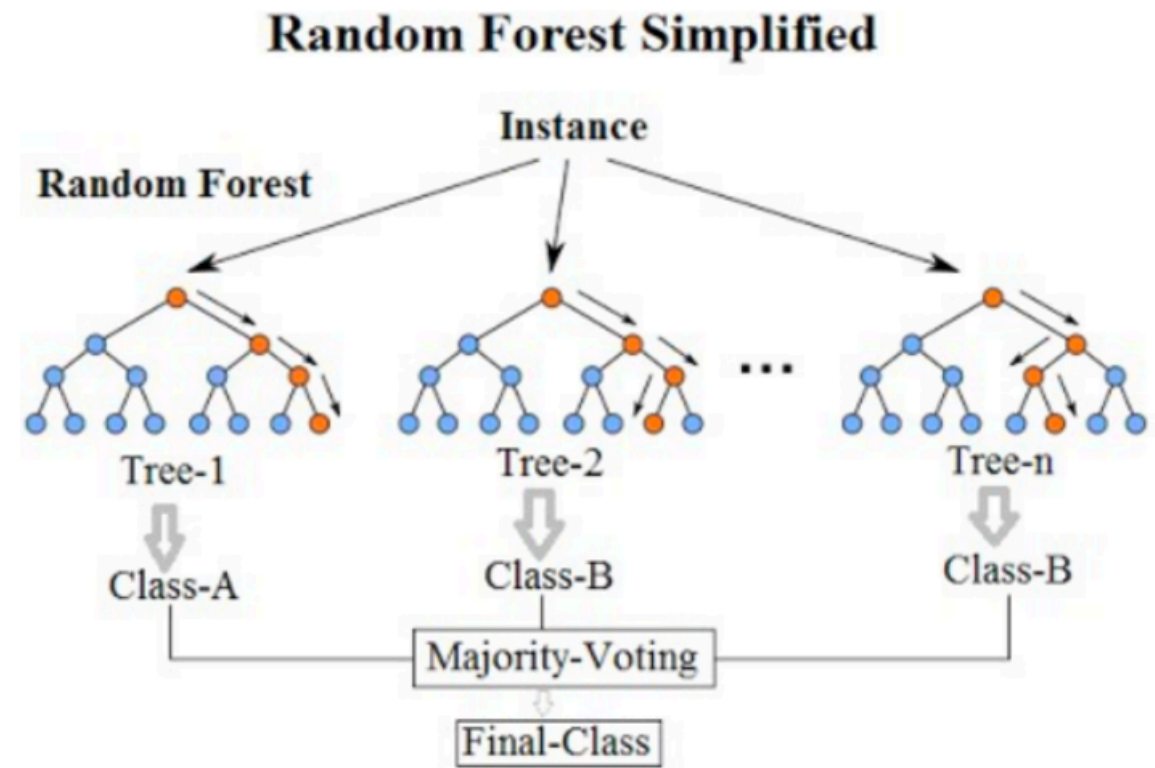 Random Forest Simplified
Instance
Random Forest
...
Tree-1
Tree-2
Tree-n
Class-A
Class-B
Class-B
Majority-Voting
Final-Class